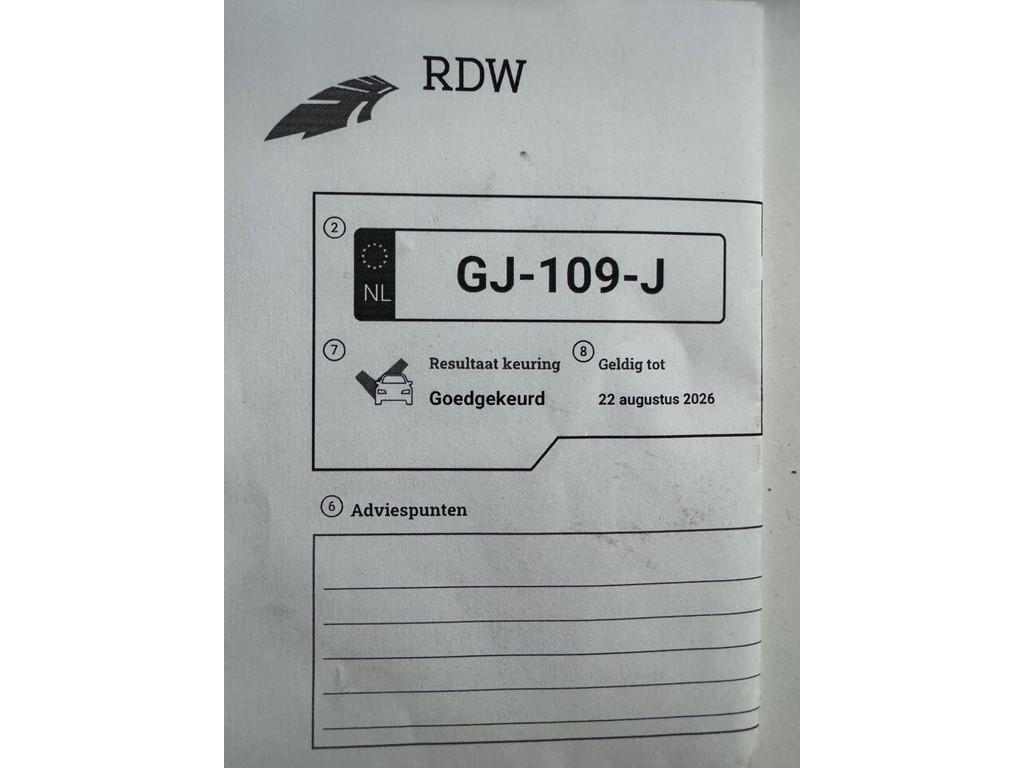 RDW
2
NL
GJ-109-J
7
Resultaat keuring
8
Geldig tot
Goedgekeurd
22 augustus 2026
6 Adviespunten